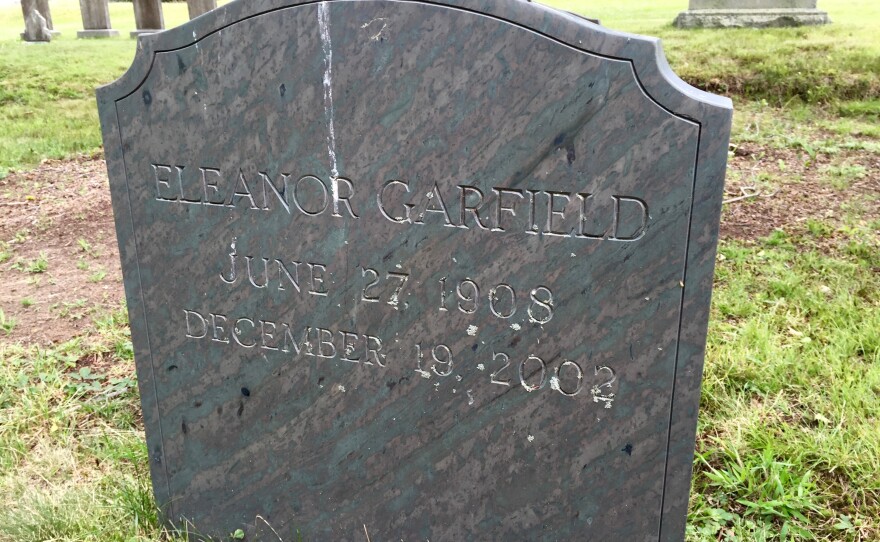 ELEANOR GARFIELD
JUNE 27 1908
DECEMBER 19 2002